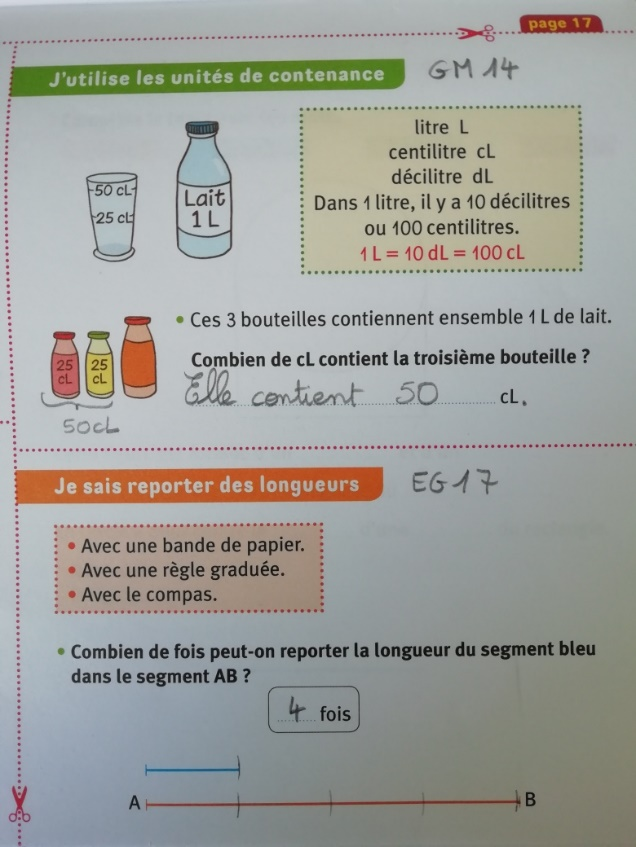 page 17
J'utilise les unités de contenance GM 14
litre L
centilitre cL
décilitre dL
Dans 1 litre, il y a 10 décilitres
ou 100 centilitres.
1 L = 10 dL = 100 cL
50 cL
25 cL
Lait
1 L
• Ces 3 bouteilles contiennent ensemble 1 L de lait.
Combien de cL contient la troisième bouteille ?
Elle contient 50 cL.
25 cL
25 cL
50cL
Je sais reporter des longueurs EG17
• Avec une bande de papier.
• Avec une règle graduée.
• Avec le compas.
• Combien de fois peut-on reporter la longueur du segment bleu
dans le segment AB ?
4 fois
A B